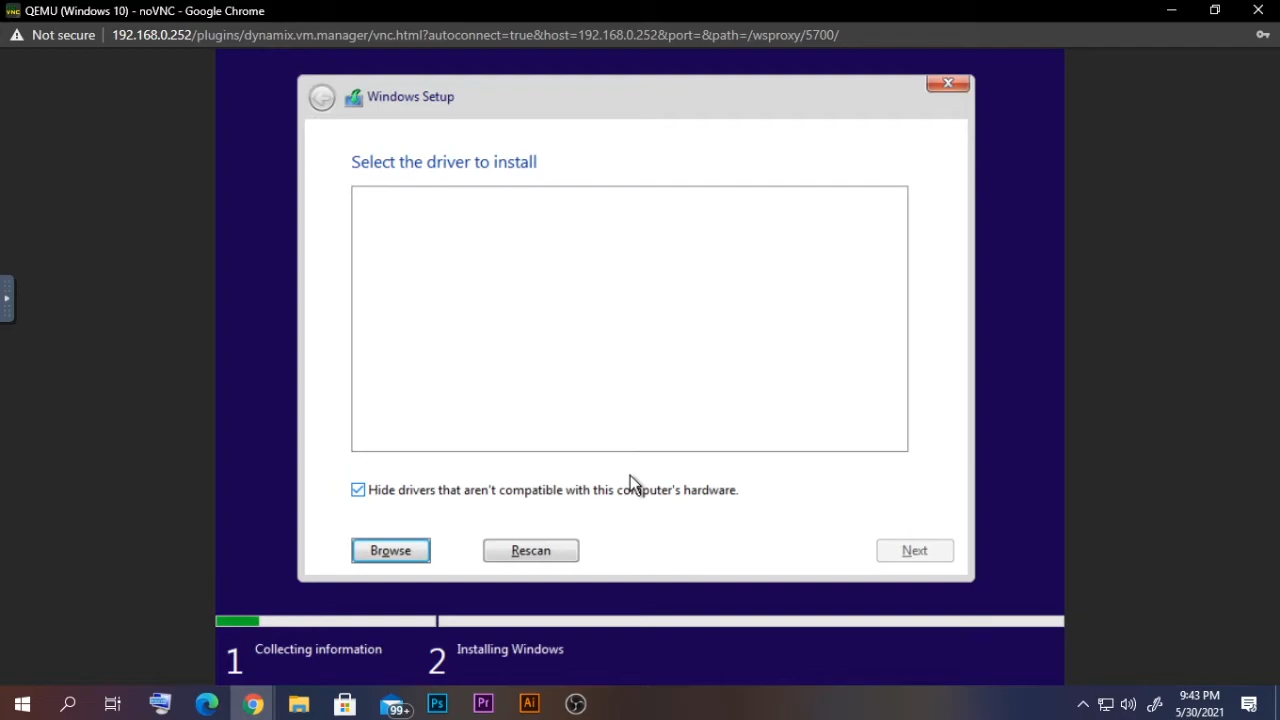 QEMU (Windows 10) - noVNC - Google Chrome
Not secure 192.168.0.252/plugins/dynamix.vm.manager/vnc.html?autoconnect=true&host=192.168.0.252&port=&path=/wsproxy/5700/
Windows Setup
Select the driver to install
Hide drivers that aren't compatible with this computer's hardware.
Browse Rescan Next
1 Collecting information 2 Installing Windows
99+ Ps Pr Ai
9:43 PM
5/30/2021